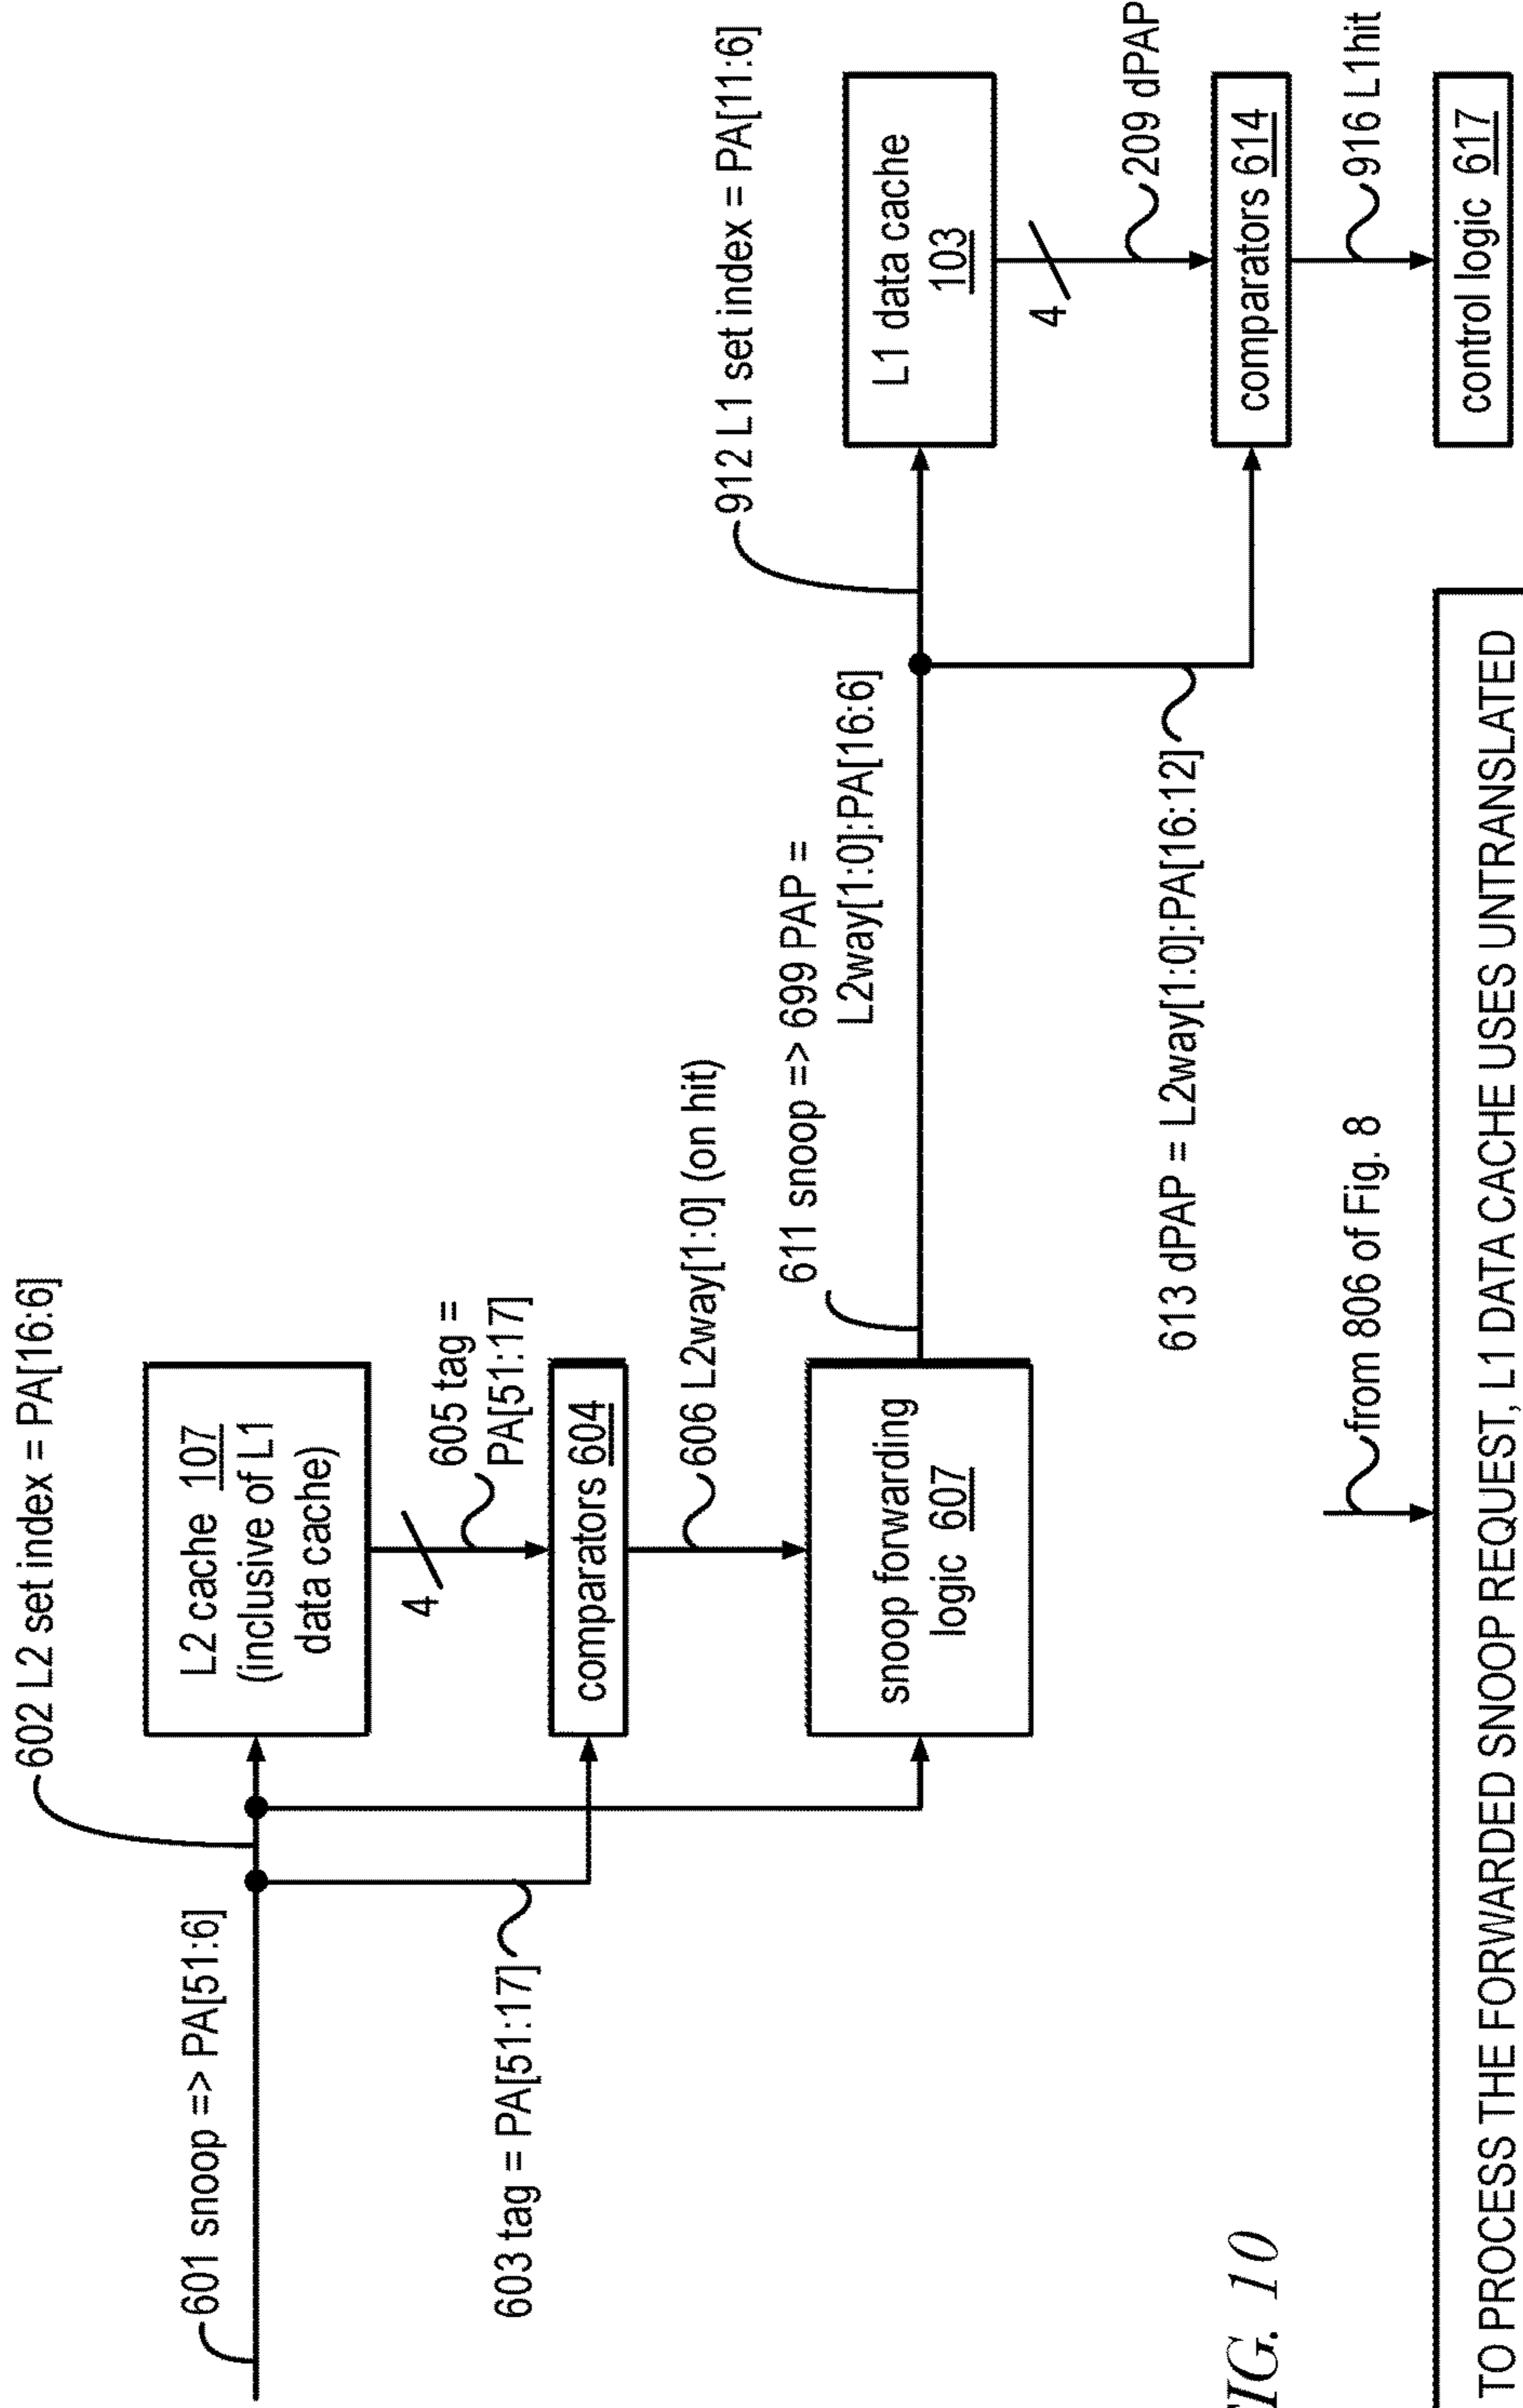 602 L2 set index = PA[16:6]
601 snoop => PA[51:6]
L2 cache 107
(inclusive of L1
data cache)
603 tag = PA[51:17]
4
605 tag =
PA[51:17]
comparators 604
606 L2way[1:0] (on hit)
snoop forwarding
logic 607
611 snoop => 699 PAP =
L2way[1:0]:PA[16:6]
912 L1 set index = PA[11:6]
L1 data cache
103
4
209 dPAP
613 dPAP = L2way[1:0]:PA[16:12]
comparators 614
916 L1hit
control logic 617
FIG. 10
from 806 of Fig. 8
TO PROCESS THE FORWARDED SNOOP REQUEST, L1 DATA CACHE USES UNTRANSLATED